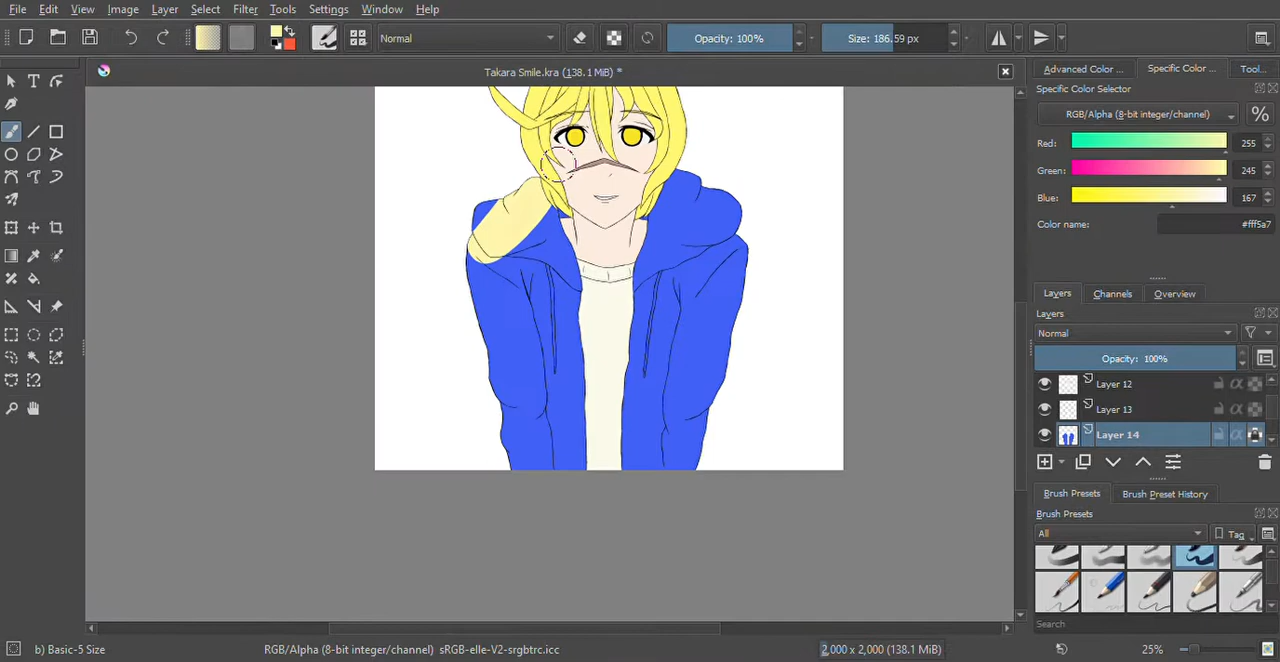 File Edit View Image Layer Select Filter Tools Settings Window Help
Normal Opacity: 100% Size: 186.59 px
Takara Smile.kra (138.1 MiB) *
Advanced Color ... Specific Color ... Tool...
Specific Color Selector
RGB/Alpha (8-bit integer/channel) %
Red: 255
Green: 245
Blue: 167
Color name: #fff5a7
Layers Channels Overview
Layers
Normal
Opacity: 100%
Layer 12
Layer 13
Layer 14
Brush Presets Brush Preset History
Brush Presets
All Tag
Search
b) Basic-5 Size RGB/Alpha (8-bit integer/channel) sRGB-elle-V2-srgbtrc.icc 2,000 x 2,000 (138.1 MiB) 25%